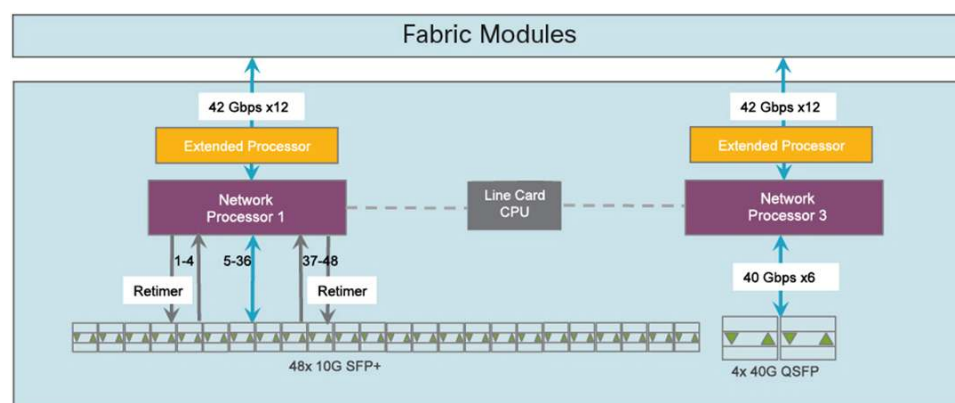 Fabric Modules
42 Gbps x12
42 Gbps x12
Extended Processor
Extended Processor
Network
Processor 1
Line Card
CPU
Network
Processor 3
1-4
5-36
37-48
Retimer
Retimer
40 Gbps x6
48x 10G SFP+
4x 40G QSFP